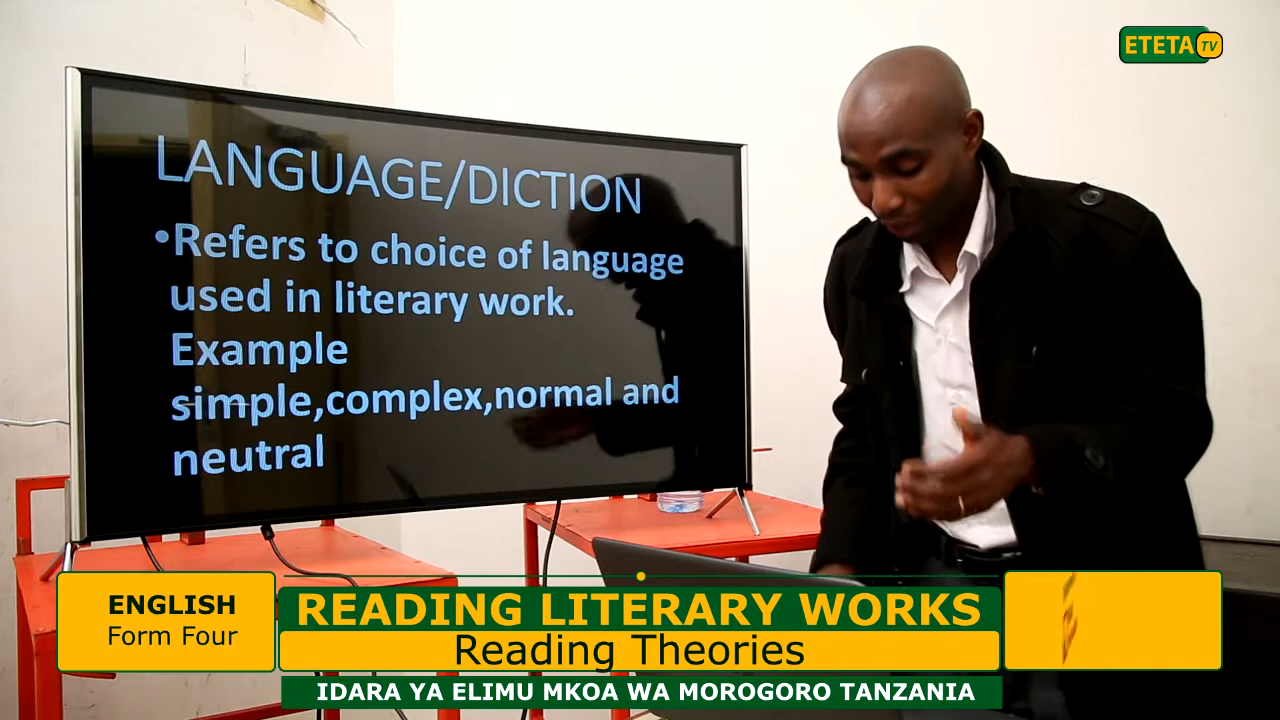 ETETA TV
LANGUAGE/DICTION
•Refers to choice of language
used in literary work.
Example
simple,complex,normal and
neutral
ENGLISH
Form Four
READING LITERARY WORKS
Reading Theories
IDARA YA ELIMU MKOA WA MOROGORO TANZANIA